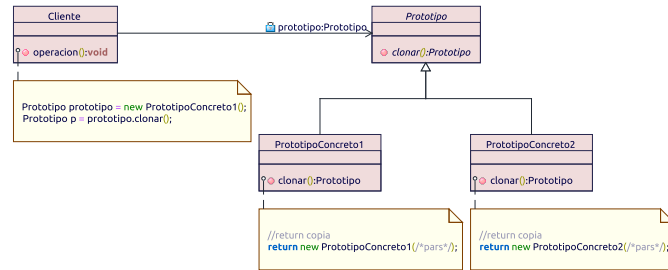 Cliente
operacion():void
prototipo:Prototipo
Prototipo
clonar():Prototipo
Prototipo prototipo = new PrototipoConcreto1();
Prototipo p = prototipo.clonar();
PrototipoConcreto1
clonar():Prototipo
PrototipoConcreto2
clonar():Prototipo
//return copia
return new PrototipoConcreto1(/*pars*/);
//return copia
return new PrototipoConcreto2(/*pars*/);